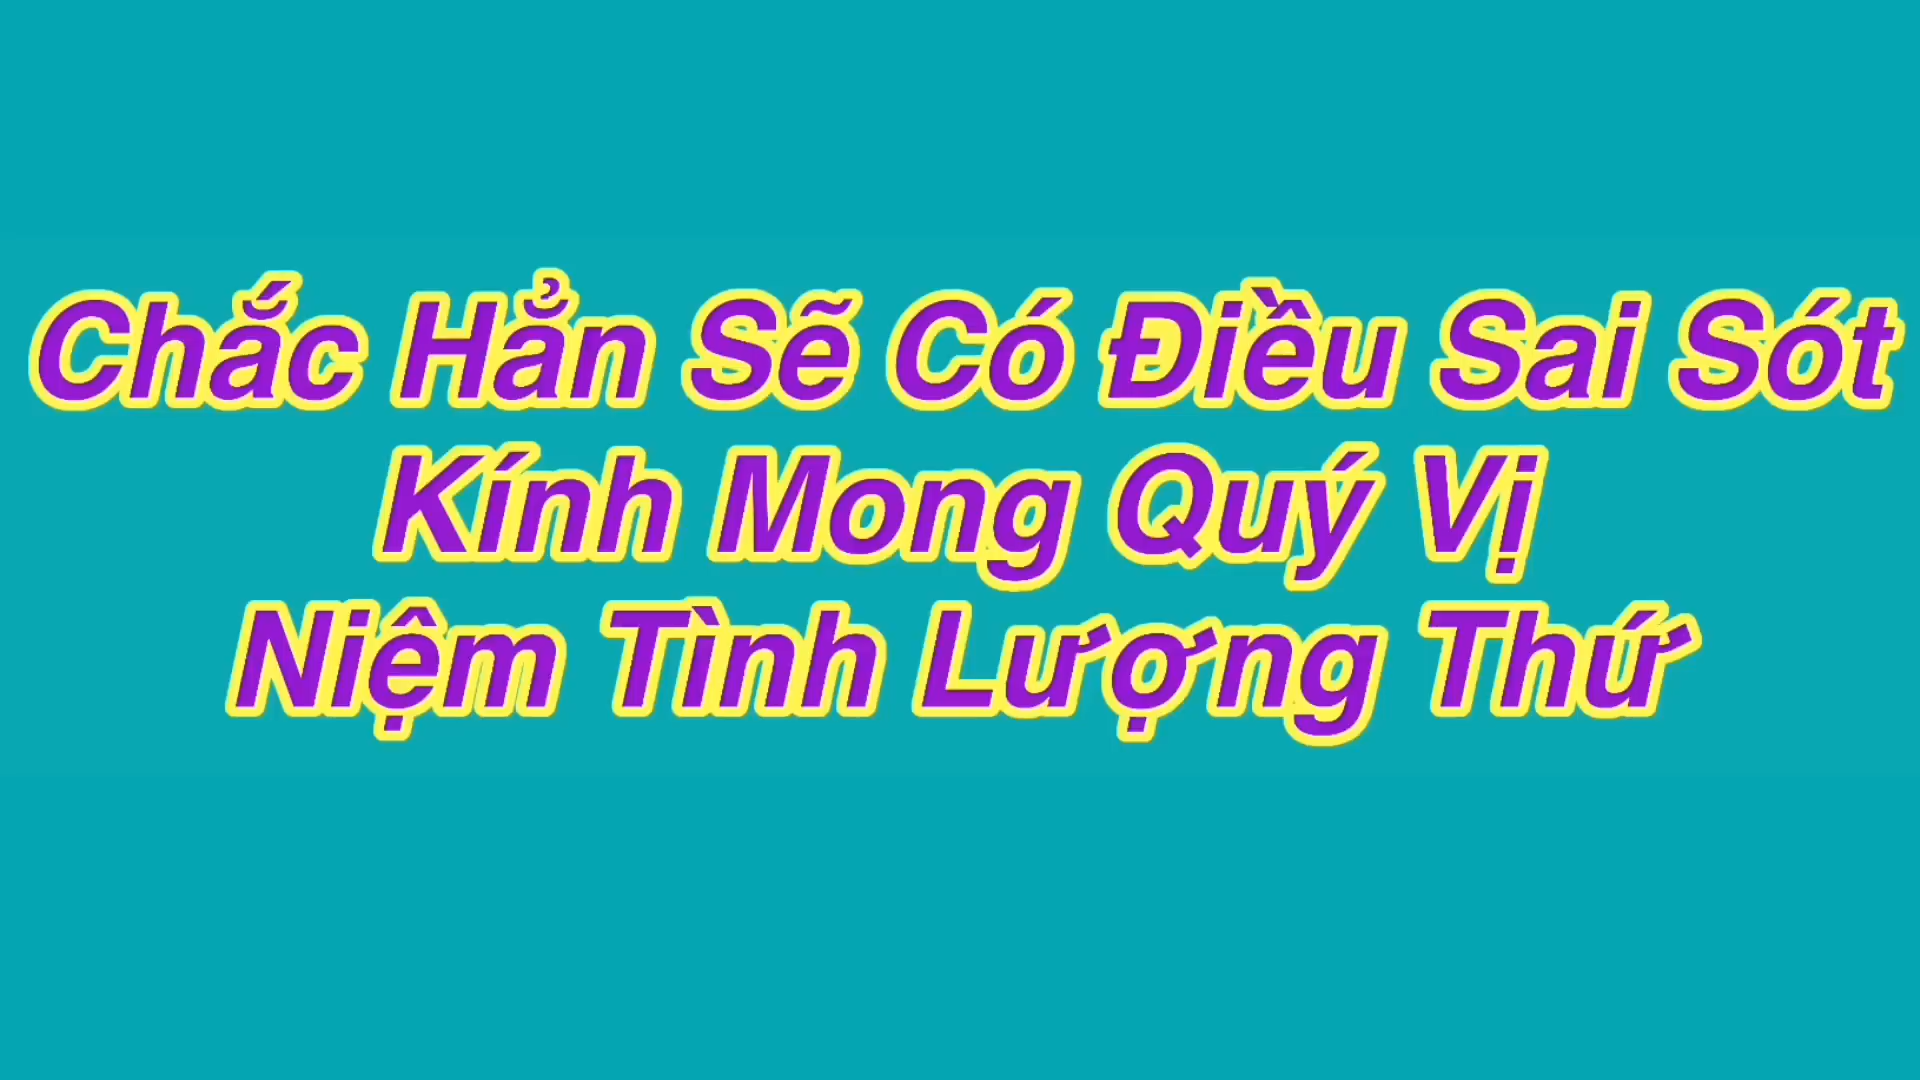 Chắc Hẳn Sẽ Có Điều Sai Sót
Kính Mong Quý Vị
Niệm Tình Lượng Thứ